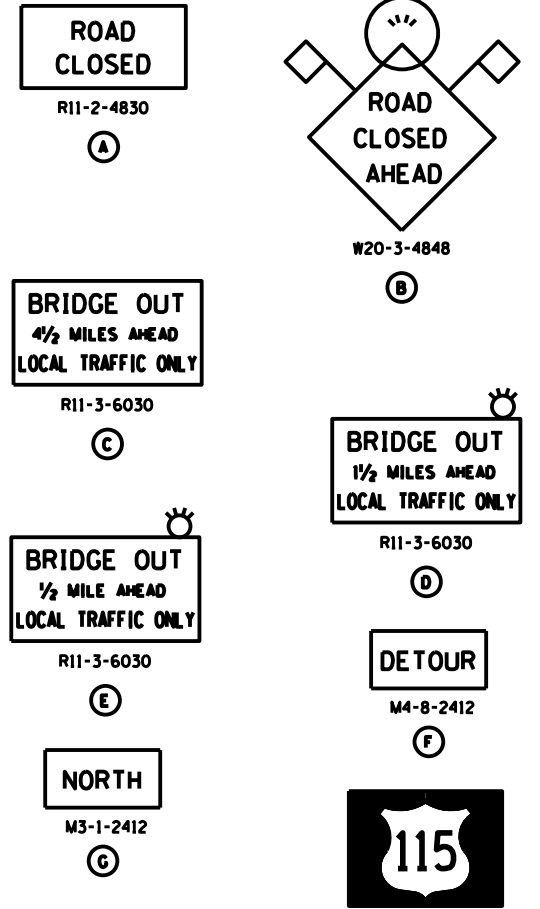 ROAD
CLOSED
R11-2-4830
A
ROAD
CLOSED
AHEAD
W20-3-4848
B
BRIDGE OUT
4½ MILES AHEAD
LOCAL TRAFFIC ONLY
R11-3-6030
C
BRIDGE OUT
1½ MILES AHEAD
LOCAL TRAFFIC ONLY
R11-3-6030
D
BRIDGE OUT
½ MILE AHEAD
LOCAL TRAFFIC ONLY
R11-3-6030
E
DETOUR
M4-8-2412
F
NORTH
M3-1-2412
G
115